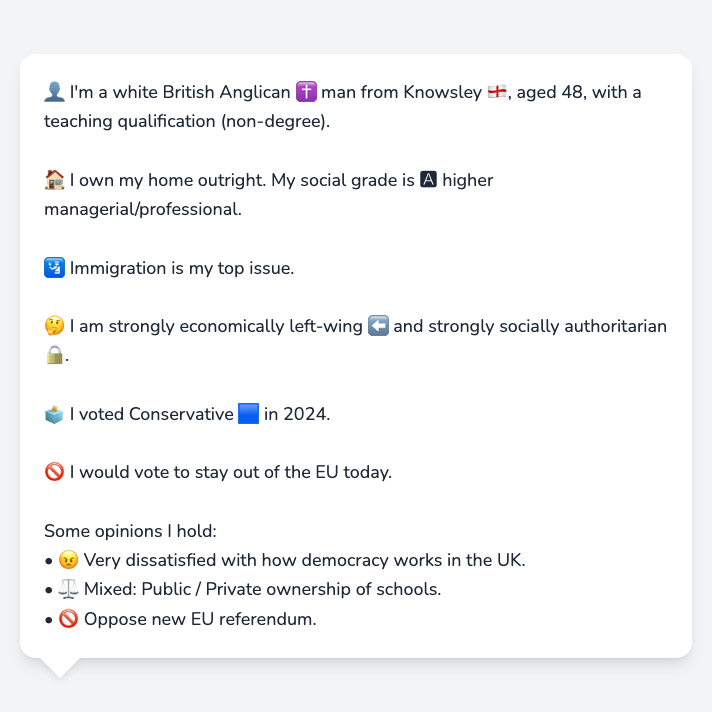 👤 I'm a white British Anglican ✝️ man from Knowsley 🏴󠁧󠁢󠁥󠁮󠁧󠁿, aged 48, with a
teaching qualification (non-degree).
🏠 I own my home outright. My social grade is 🅰 higher
managerial/professional.
🛂 Immigration is my top issue.
🤔 I am strongly economically left-wing ⬅️ and strongly socially authoritarian
🔒.
🗳️ I voted Conservative 🟦 in 2024.
🚫 I would vote to stay out of the EU today.
Some opinions I hold:
• 😠 Very dissatisfied with how democracy works in the UK.
• ⚖️ Mixed: Public / Private ownership of schools.
• 🚫 Oppose new EU referendum.